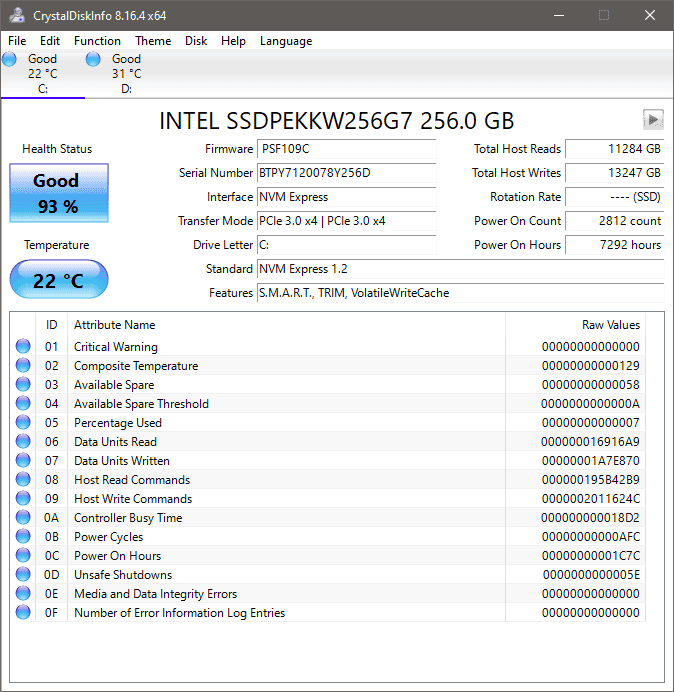 CrystalDiskInfo 8.16.4 x64
File Edit Function Theme Disk Help Language
Good Good
22 °C 31 °C
C: D:
INTEL SSDPEKKW256G7 256.0 GB
Health Status
Good
93 %
Temperature
22 °C
Firmware PSF109C
Serial Number BTPY7120078Y256D
Interface NVM Express
Transfer Mode PCIe 3.0 x4 | PCIe 3.0 x4
Drive Letter C:
Standard NVM Express 1.2
Features S.M.A.R.T., TRIM, VolatileWriteCache
Total Host Reads 11284 GB
Total Host Writes 13247 GB
Rotation Rate ---- (SSD)
Power On Count 2812 count
Power On Hours 7292 hours
ID Attribute Name Raw Values
01 Critical Warning 00000000000000
02 Composite Temperature 00000000000129
03 Available Spare 00000000000058
04 Available Spare Threshold 0000000000000A
05 Percentage Used 00000000000007
06 Data Units Read 000000016916A9
07 Data Units Written 00000001A7E870
08 Host Read Commands 000000195B42B9
09 Host Write Commands 0000002011624C
0A Controller Busy Time 000000000018D2
0B Power Cycles 00000000000AFC
0C Power On Hours 00000000001C7C
0D Unsafe Shutdowns 0000000000005E
0E Media and Data Integrity Errors 00000000000000
0F Number of Error Information Log Entries 00000000000000